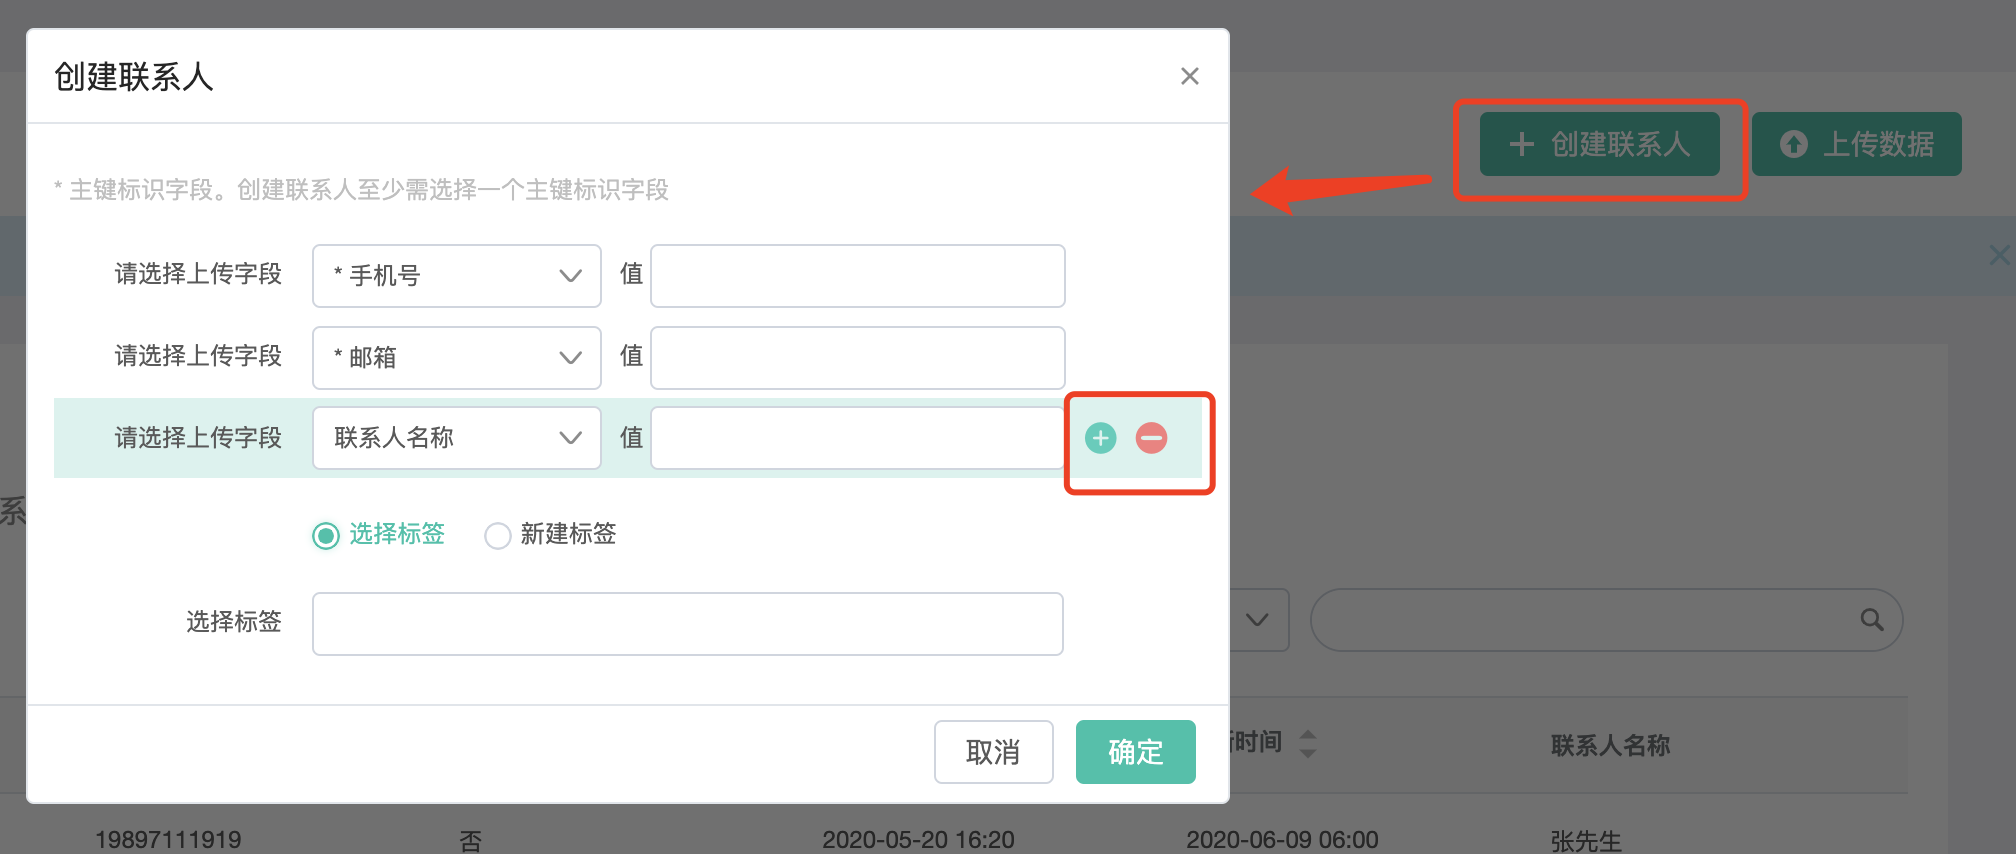 创建联系人
* 主键标识字段。创建联系人至少需选择一个主键标识字段
请选择上传字段 * 手机号 值
请选择上传字段 * 邮箱 值
请选择上传字段 联系人名称 值
选择标签 新建标签
选择标签
取消 确定
创建联系人 上传数据
系
时间 联系人名称
19897111919 否 2020-05-20 16:20 2020-06-09 06:00 张先生